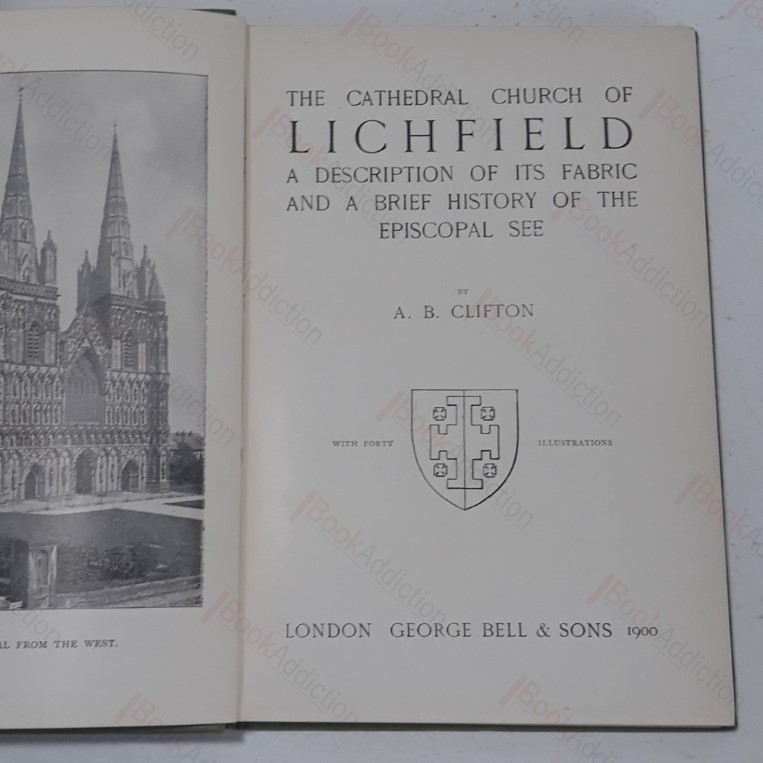 THE CATHEDRAL CHURCH OF
LICHFIELD
A DESCRIPTION OF ITS FABRIC
AND A BRIEF HISTORY OF THE
EPISCOPAL SEE
BY
A. B. CLIFTON
WITH FORTY ILLUSTRATIONS
LONDON GEORGE BELL & SONS 1900
FROM THE WEST.
BookAddiction